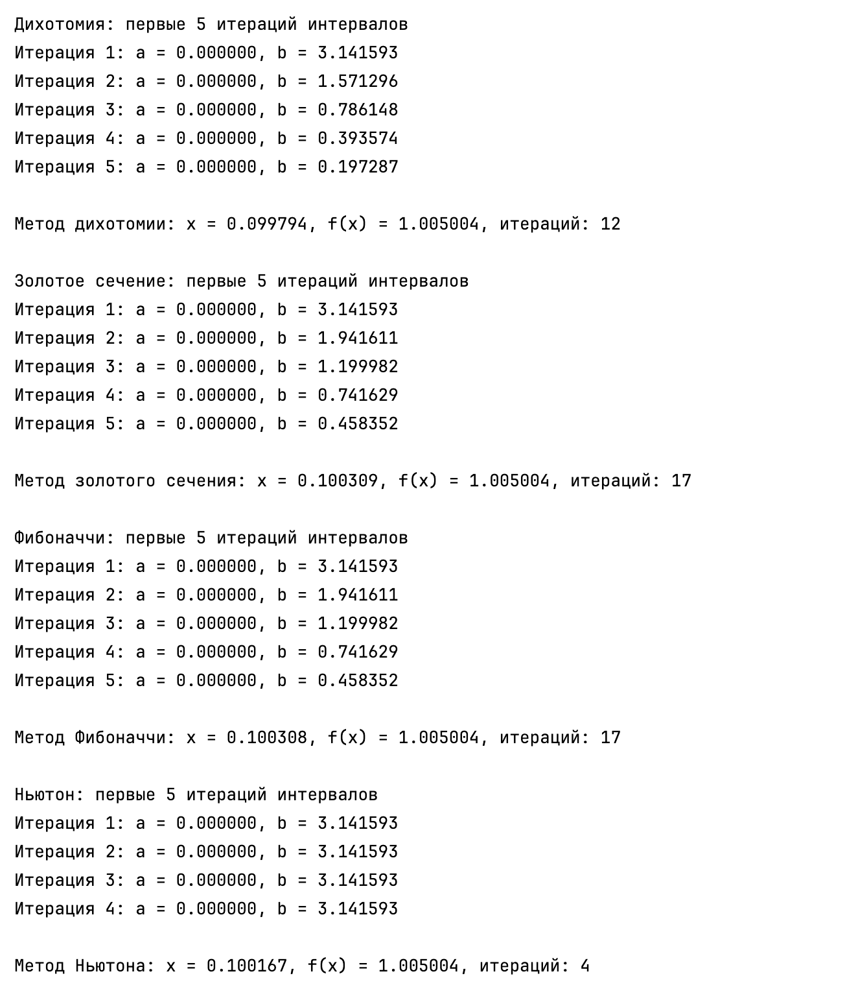 Дихотомия: первые 5 итераций интервалов
Итерация 1: a = 0.000000, b = 3.141593
Итерация 2: a = 0.000000, b = 1.571296
Итерация 3: a = 0.000000, b = 0.786148
Итерация 4: a = 0.000000, b = 0.393574
Итерация 5: a = 0.000000, b = 0.197287
Метод дихотомии: x = 0.099794, f(x) = 1.005004, итераций: 12
Золотое сечение: первые 5 итераций интервалов
Итерация 1: a = 0.000000, b = 3.141593
Итерация 2: a = 0.000000, b = 1.941611
Итерация 3: a = 0.000000, b = 1.199982
Итерация 4: a = 0.000000, b = 0.741629
Итерация 5: a = 0.000000, b = 0.458352
Метод золотого сечения: x = 0.100309, f(x) = 1.005004, итераций: 17
Фибоначчи: первые 5 итераций интервалов
Итерация 1: a = 0.000000, b = 3.141593
Итерация 2: a = 0.000000, b = 1.941611
Итерация 3: a = 0.000000, b = 1.199982
Итерация 4: a = 0.000000, b = 0.741629
Итерация 5: a = 0.000000, b = 0.458352
Метод Фибоначчи: x = 0.100308, f(x) = 1.005004, итераций: 17
Ньютон: первые 5 итераций интервалов
Итерация 1: a = 0.000000, b = 3.141593
Итерация 2: a = 0.000000, b = 3.141593
Итерация 3: a = 0.000000, b = 3.141593
Итерация 4: a = 0.000000, b = 3.141593
Метод Ньютона: x = 0.100167, f(x) = 1.005004, итераций: 4